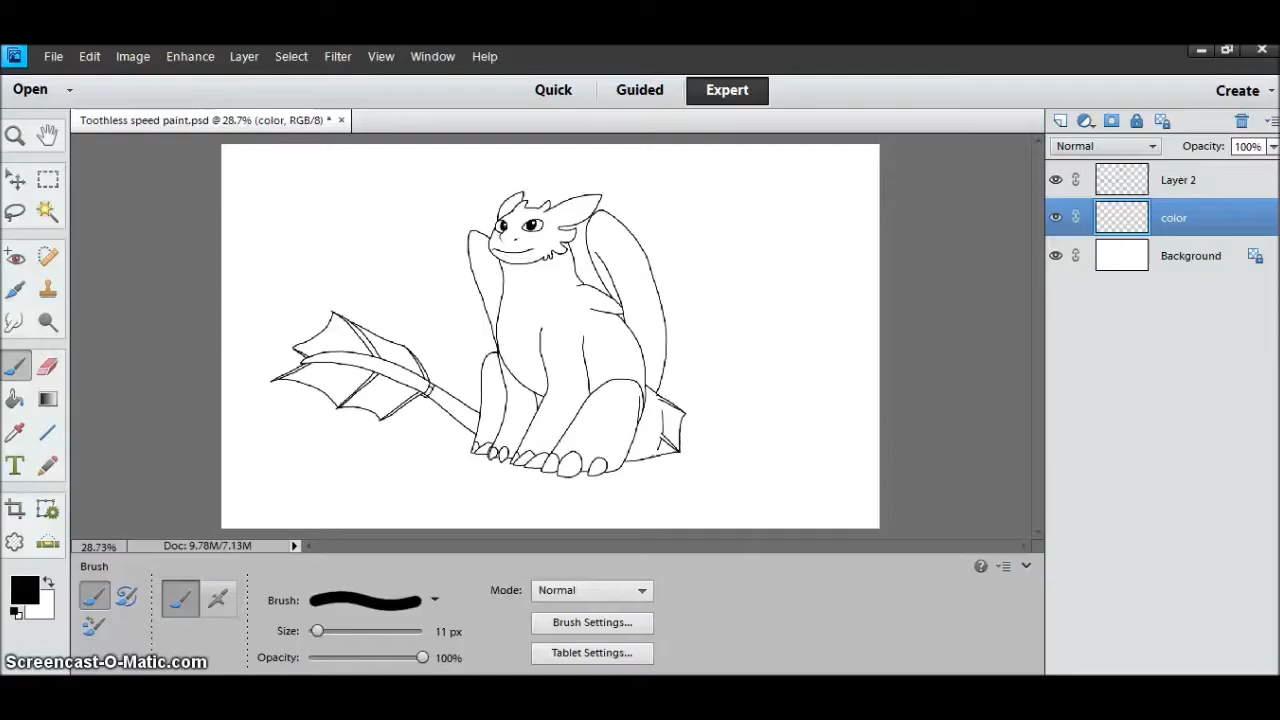 File Edit Image Enhance Layer Select Filter View Window Help
Open Quick Guided Expert Create
Toothless speed paint.psd @ 28.7% (color, RGB/8) * ×
Normal Opacity: 100%
Layer 2
color
Background
28.73% Doc: 9.78M/7.13M
Brush
Mode: Normal
Brush:
Brush Settings...
Size: 11 px
Tablet Settings...
Opacity: 100%
T
Screencast-O-Matic.com